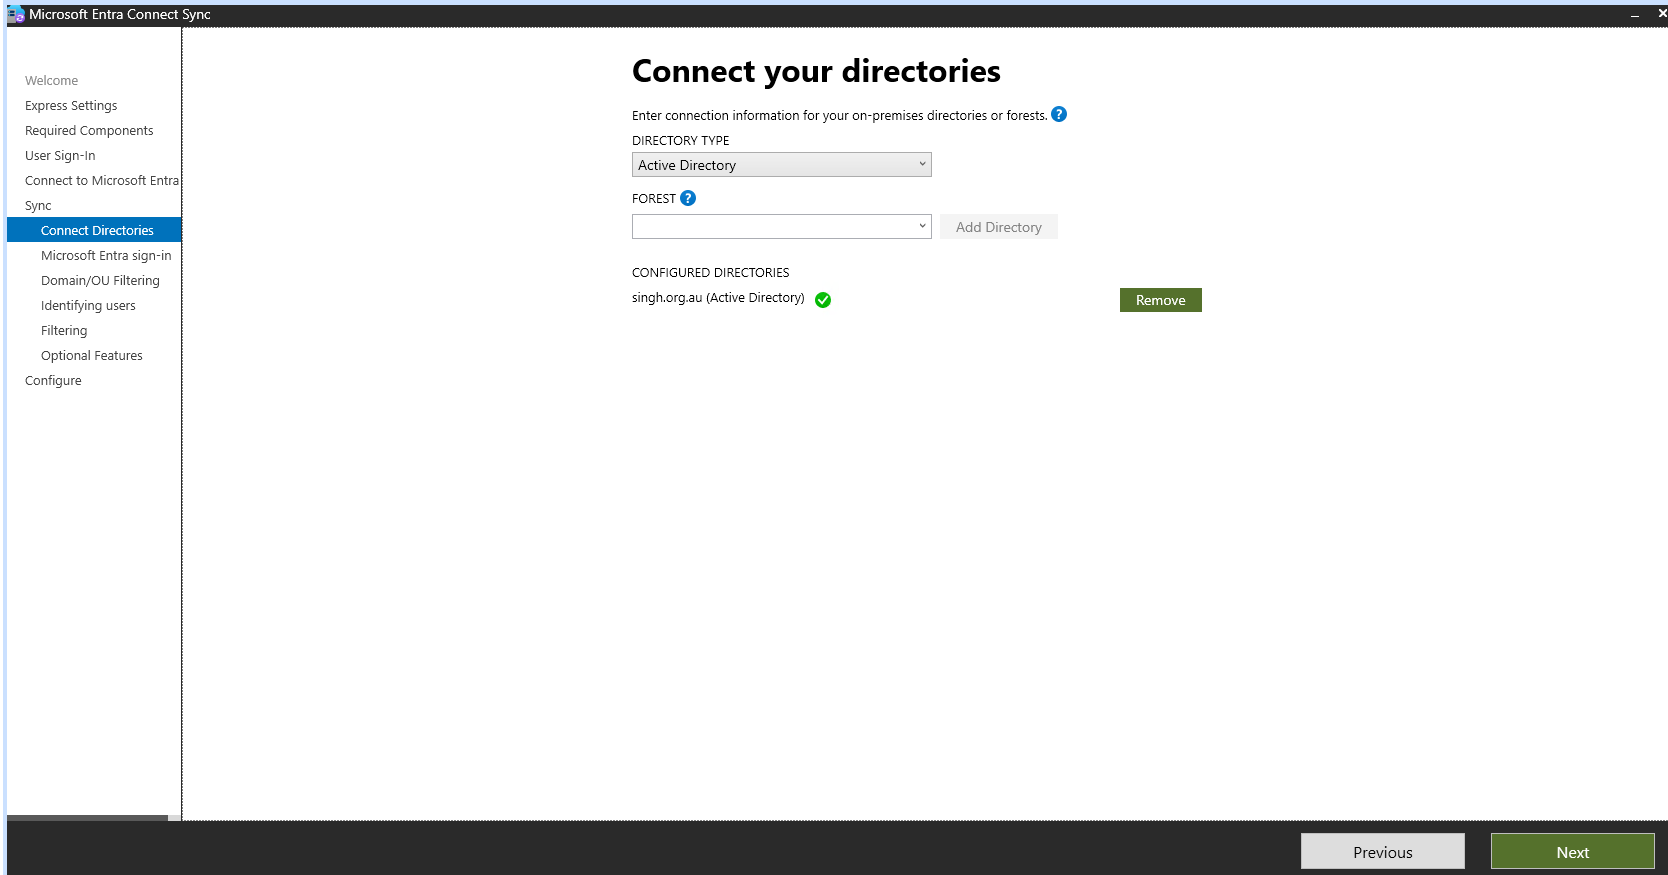 Microsoft Entra Connect Sync
Welcome
Express Settings
Required Components
User Sign-In
Connect to Microsoft Entra
Sync
Connect Directories
Microsoft Entra sign-in
Domain/OU Filtering
Identifying users
Filtering
Optional Features
Configure
Connect your directories
Enter connection information for your on-premises directories or forests. ?
DIRECTORY TYPE
Active Directory
FOREST ?
Add Directory
CONFIGURED DIRECTORIES
singh.org.au (Active Directory)
Remove
Previous
Next